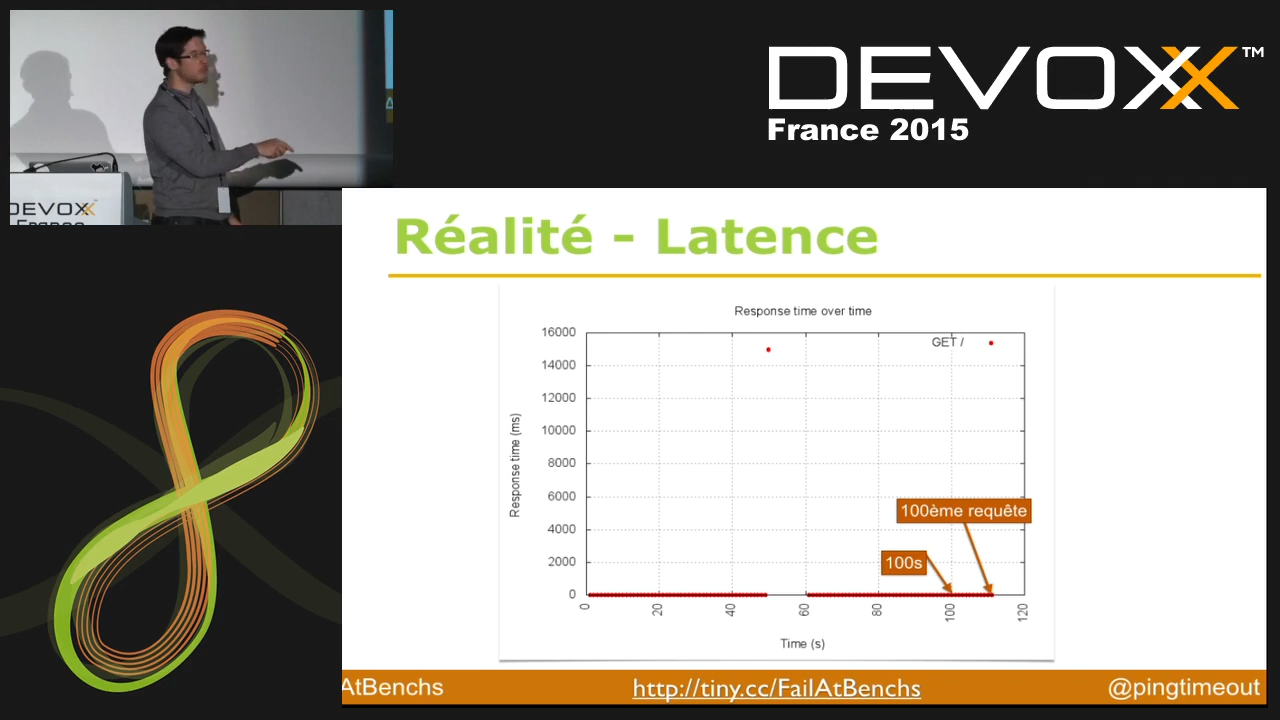 DEVOXX™
France 2015
DEVOXX
France
Réalité - Latence
Response time over time
Response time (ms)
16000
14000
12000
10000
8000
6000
4000
2000
0
GET /
100ème requête
100s
0
20
40
60
80
100
120
Time (s)
AtBenchs
http://tiny.cc/FailAtBenchs
@pingtimeout